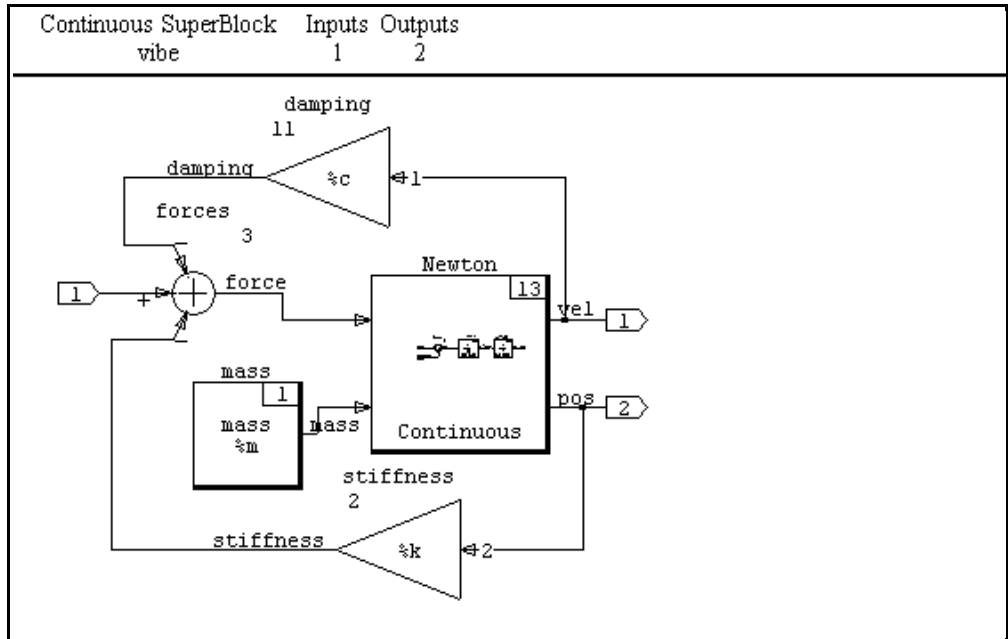 Continuous SuperBlock Inputs Outputs
vibe 1 2
damping
11
damping
%c
1
forces
3
Newton
13
1
+
force
vel
1
mass
1
mass
%m
mass
pos
2
Continuous
stiffness
2
stiffness
%k
2